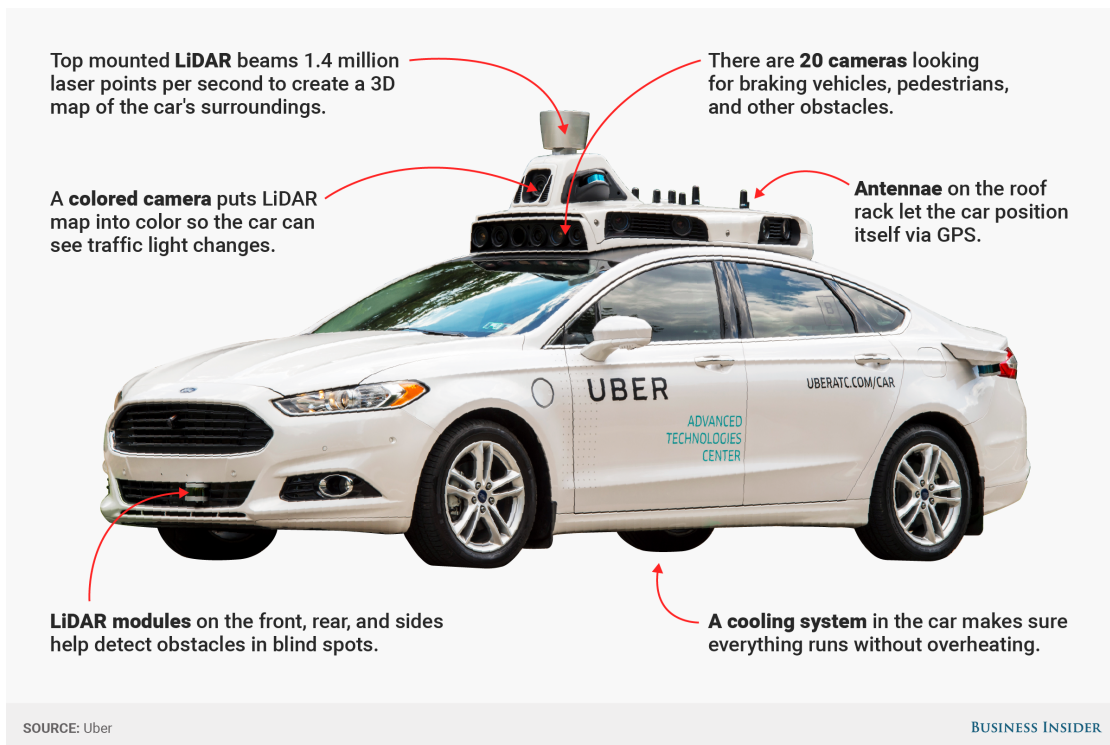 Top mounted LiDAR beams 1.4 million
laser points per second to create a 3D
map of the car's surroundings.
There are 20 cameras looking
for braking vehicles, pedestrians,
and other obstacles.
A colored camera puts LiDAR
map into color so the car can
see traffic light changes.
Antennae on the roof
rack let the car position
itself via GPS.
UBER
UBERATC.COM/CAR
ADVANCED
TECHNOLOGIES
CENTER
LiDAR modules on the front, rear, and sides
help detect obstacles in blind spots.
A cooling system in the car makes sure
everything runs without overheating.
SOURCE: Uber
BUSINESS INSIDER